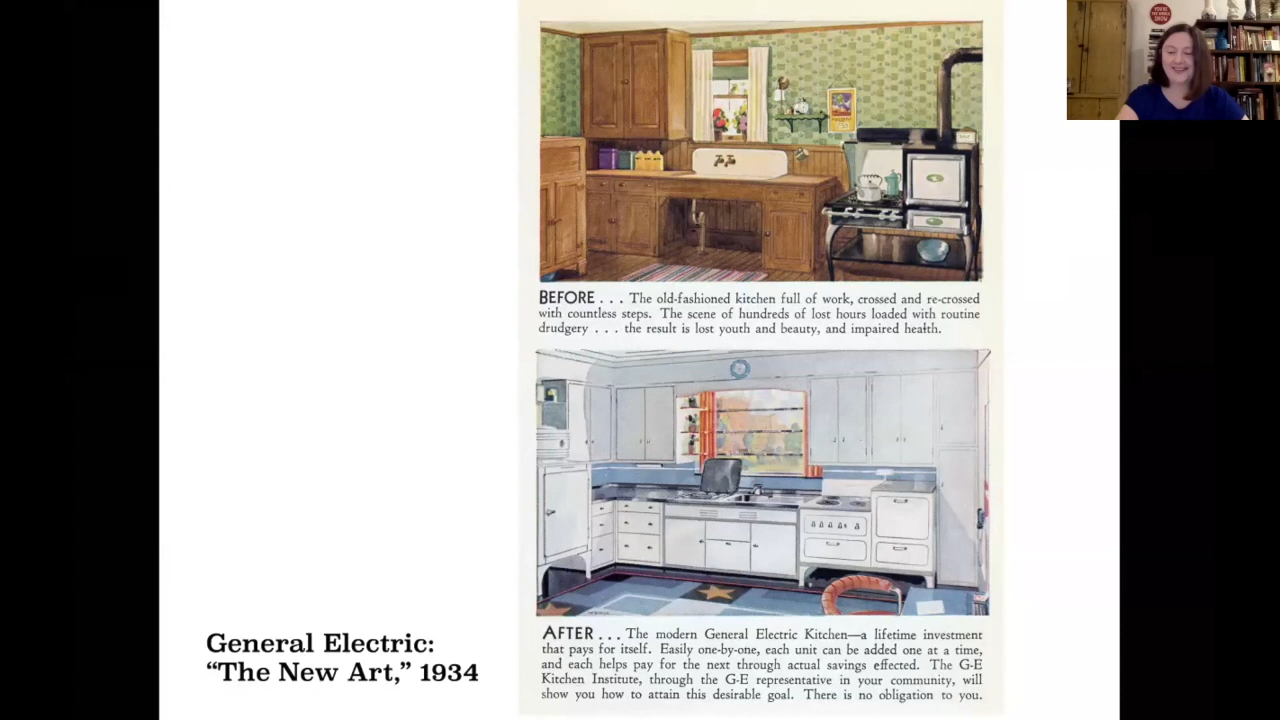 BEFORE . . . The old-fashioned kitchen full of work, crossed and re-crossed
with countless steps. The scene of hundreds of lost hours loaded with routine
drudgery . . . the result is lost youth and beauty, and impaired health.
AFTER . . . The modern General Electric Kitchen—a lifetime investment
that pays for itself. Easily one-by-one, each unit can be added one at a time,
and each helps pay for the next through actual savings effected. The G-E
Kitchen Institute, through the G-E representative in your community, will
show you how to attain this desirable goal. There is no obligation to you.
General Electric:
“The New Art,” 1934